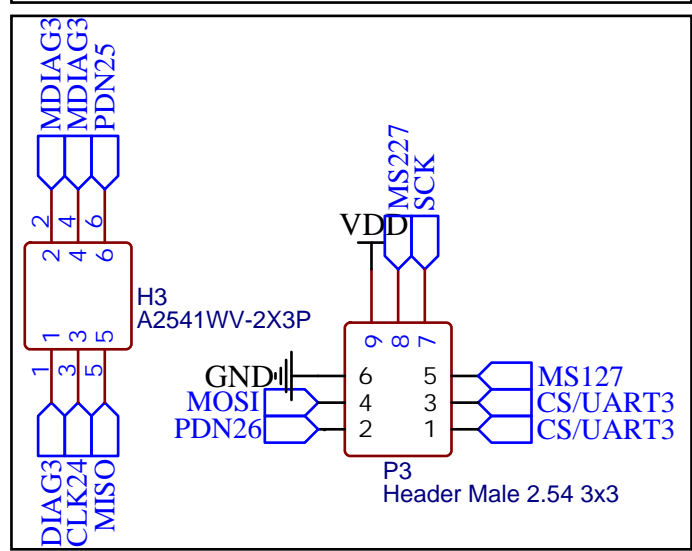 MDIAG3
MDIAG3
PDN25
2
4
6
2
4
6
H3
A2541WV-2X3P
1
3
5
1
3
5
DIAG3
CLK24
MISO
MS227
SCK
VDD
9
8
7
GND
6
5
MS127
MOSI
4
3
CS/UART3
PDN26
2
1
CS/UART3
P3
Header Male 2.54 3x3